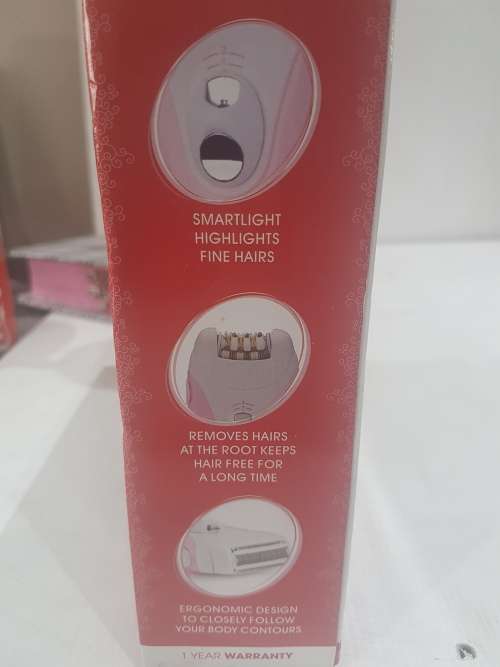 SMARTLIGHT
HIGHLIGHTS
FINE HAIRS
REMOVES HAIRS
AT THE ROOT KEEPS
HAIR FREE FOR
A LONG TIME
ERGONOMIC DESIGN
TO CLOSELY FOLLOW
YOUR BODY CONTOURS
1 YEAR WARRANTY